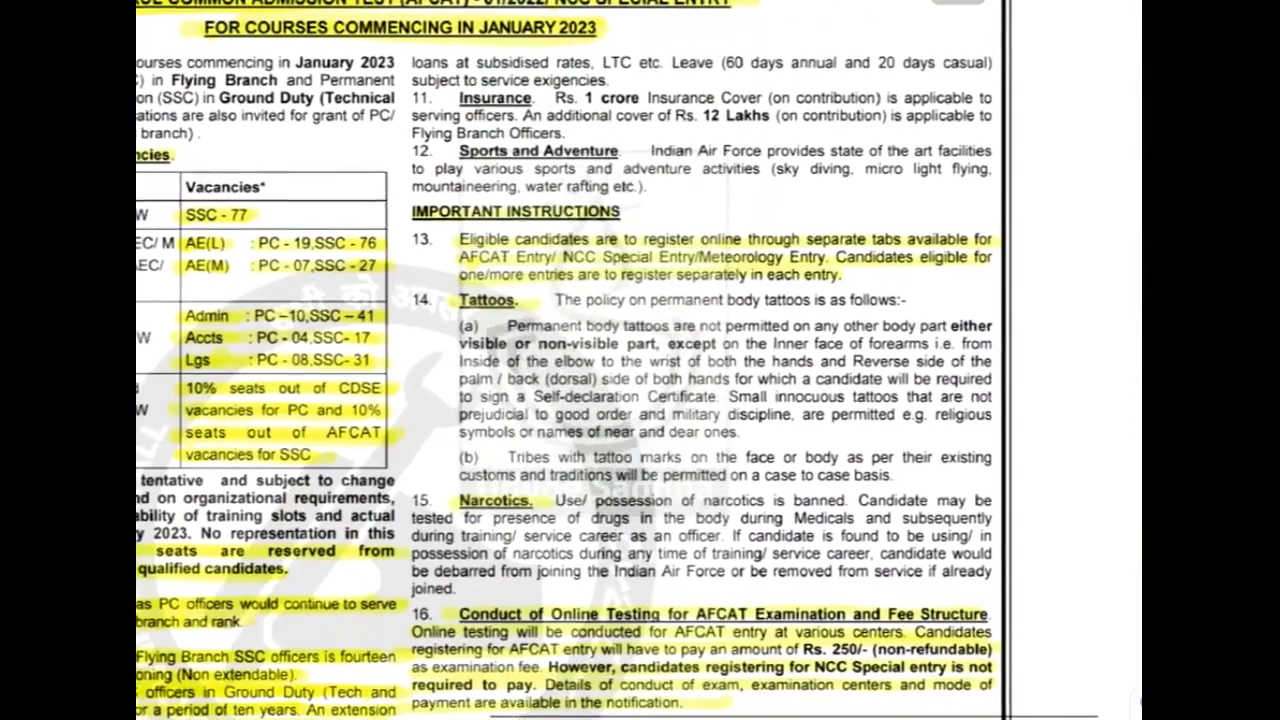 COMMON ADMISSION TEST (AFCAT) - 01/2022/ NCC SPECIAL ENTRY
FOR COURSES COMMENCING IN JANUARY 2023
ourses commencing in January 2023
) in Flying Branch and Permanent
on (SSC) in Ground Duty (Technical
ations are also invited for grant of PC/
branch) .
ncies.
Vacancies*
W SSC - 77
EC/ M AE(L) : PC - 19,SSC - 76
AEC/ AE(M) : PC - 07,SSC - 27
Admin : PC –10,SSC – 41
W Accts : PC - 04,SSC- 17
Lgs : PC - 08,SSC- 31
10% seats out of CDSE
W vacancies for PC and 10%
seats out of AFCAT
vacancies for SSC
tentative and subject to change
nd on organizational requirements,
ability of training slots and actual
y 2023. No representation in this
seats are reserved from
qualified candidates.
as PC officers would continue to serve
branch and rank.
Flying Branch SSC officers is fourteen
oning (Non extendable).
officers in Ground Duty (Tech and
or a period of ten years. An extension
loans at subsidised rates, LTC etc. Leave (60 days annual and 20 days casual)
subject to service exigencies.
11. Insurance. Rs. 1 crore Insurance Cover (on contribution) is applicable to
serving officers. An additional cover of Rs. 12 Lakhs (on contribution) is applicable to
Flying Branch Officers.
12. Sports and Adventure. Indian Air Force provides state of the art facilities
to play various sports and adventure activities (sky diving, micro light flying,
mountaineering, water rafting etc.).
IMPORTANT INSTRUCTIONS
13. Eligible candidates are to register online through separate tabs available for
AFCAT Entry/ NCC Special Entry/Meteorology Entry. Candidates eligible for
one/more entries are to register separately in each entry.
14. Tattoos. The policy on permanent body tattoos is as follows:-
(a) Permanent body tattoos are not permitted on any other body part either
visible or non-visible part, except on the Inner face of forearms i.e. from
Inside of the elbow to the wrist of both the hands and Reverse side of the
palm / back (dorsal) side of both hands for which a candidate will be required
to sign a Self-declaration Certificate. Small innocuous tattoos that are not
prejudicial to good order and military discipline, are permitted e.g. religious
symbols or names of near and dear ones.
(b) Tribes with tattoo marks on the face or body as per their existing
customs and traditions will be permitted on a case to case basis.
15. Narcotics. Use/ possession of narcotics is banned. Candidate may be
tested for presence of drugs in the body during Medicals and subsequently
during training/ service career as an officer. If candidate is found to be using/ in
possession of narcotics during any time of training/ service career, candidate would
be debarred from joining the Indian Air Force or be removed from service if already
joined.
16. Conduct of Online Testing for AFCAT Examination and Fee Structure.
Online testing will be conducted for AFCAT entry at various centers. Candidates
registering for AFCAT entry will have to pay an amount of Rs. 250/- (non-refundable)
as examination fee. However, candidates registering for NCC Special entry is not
required to pay. Details of conduct of exam, examination centers and mode of
payment are available in the notification.